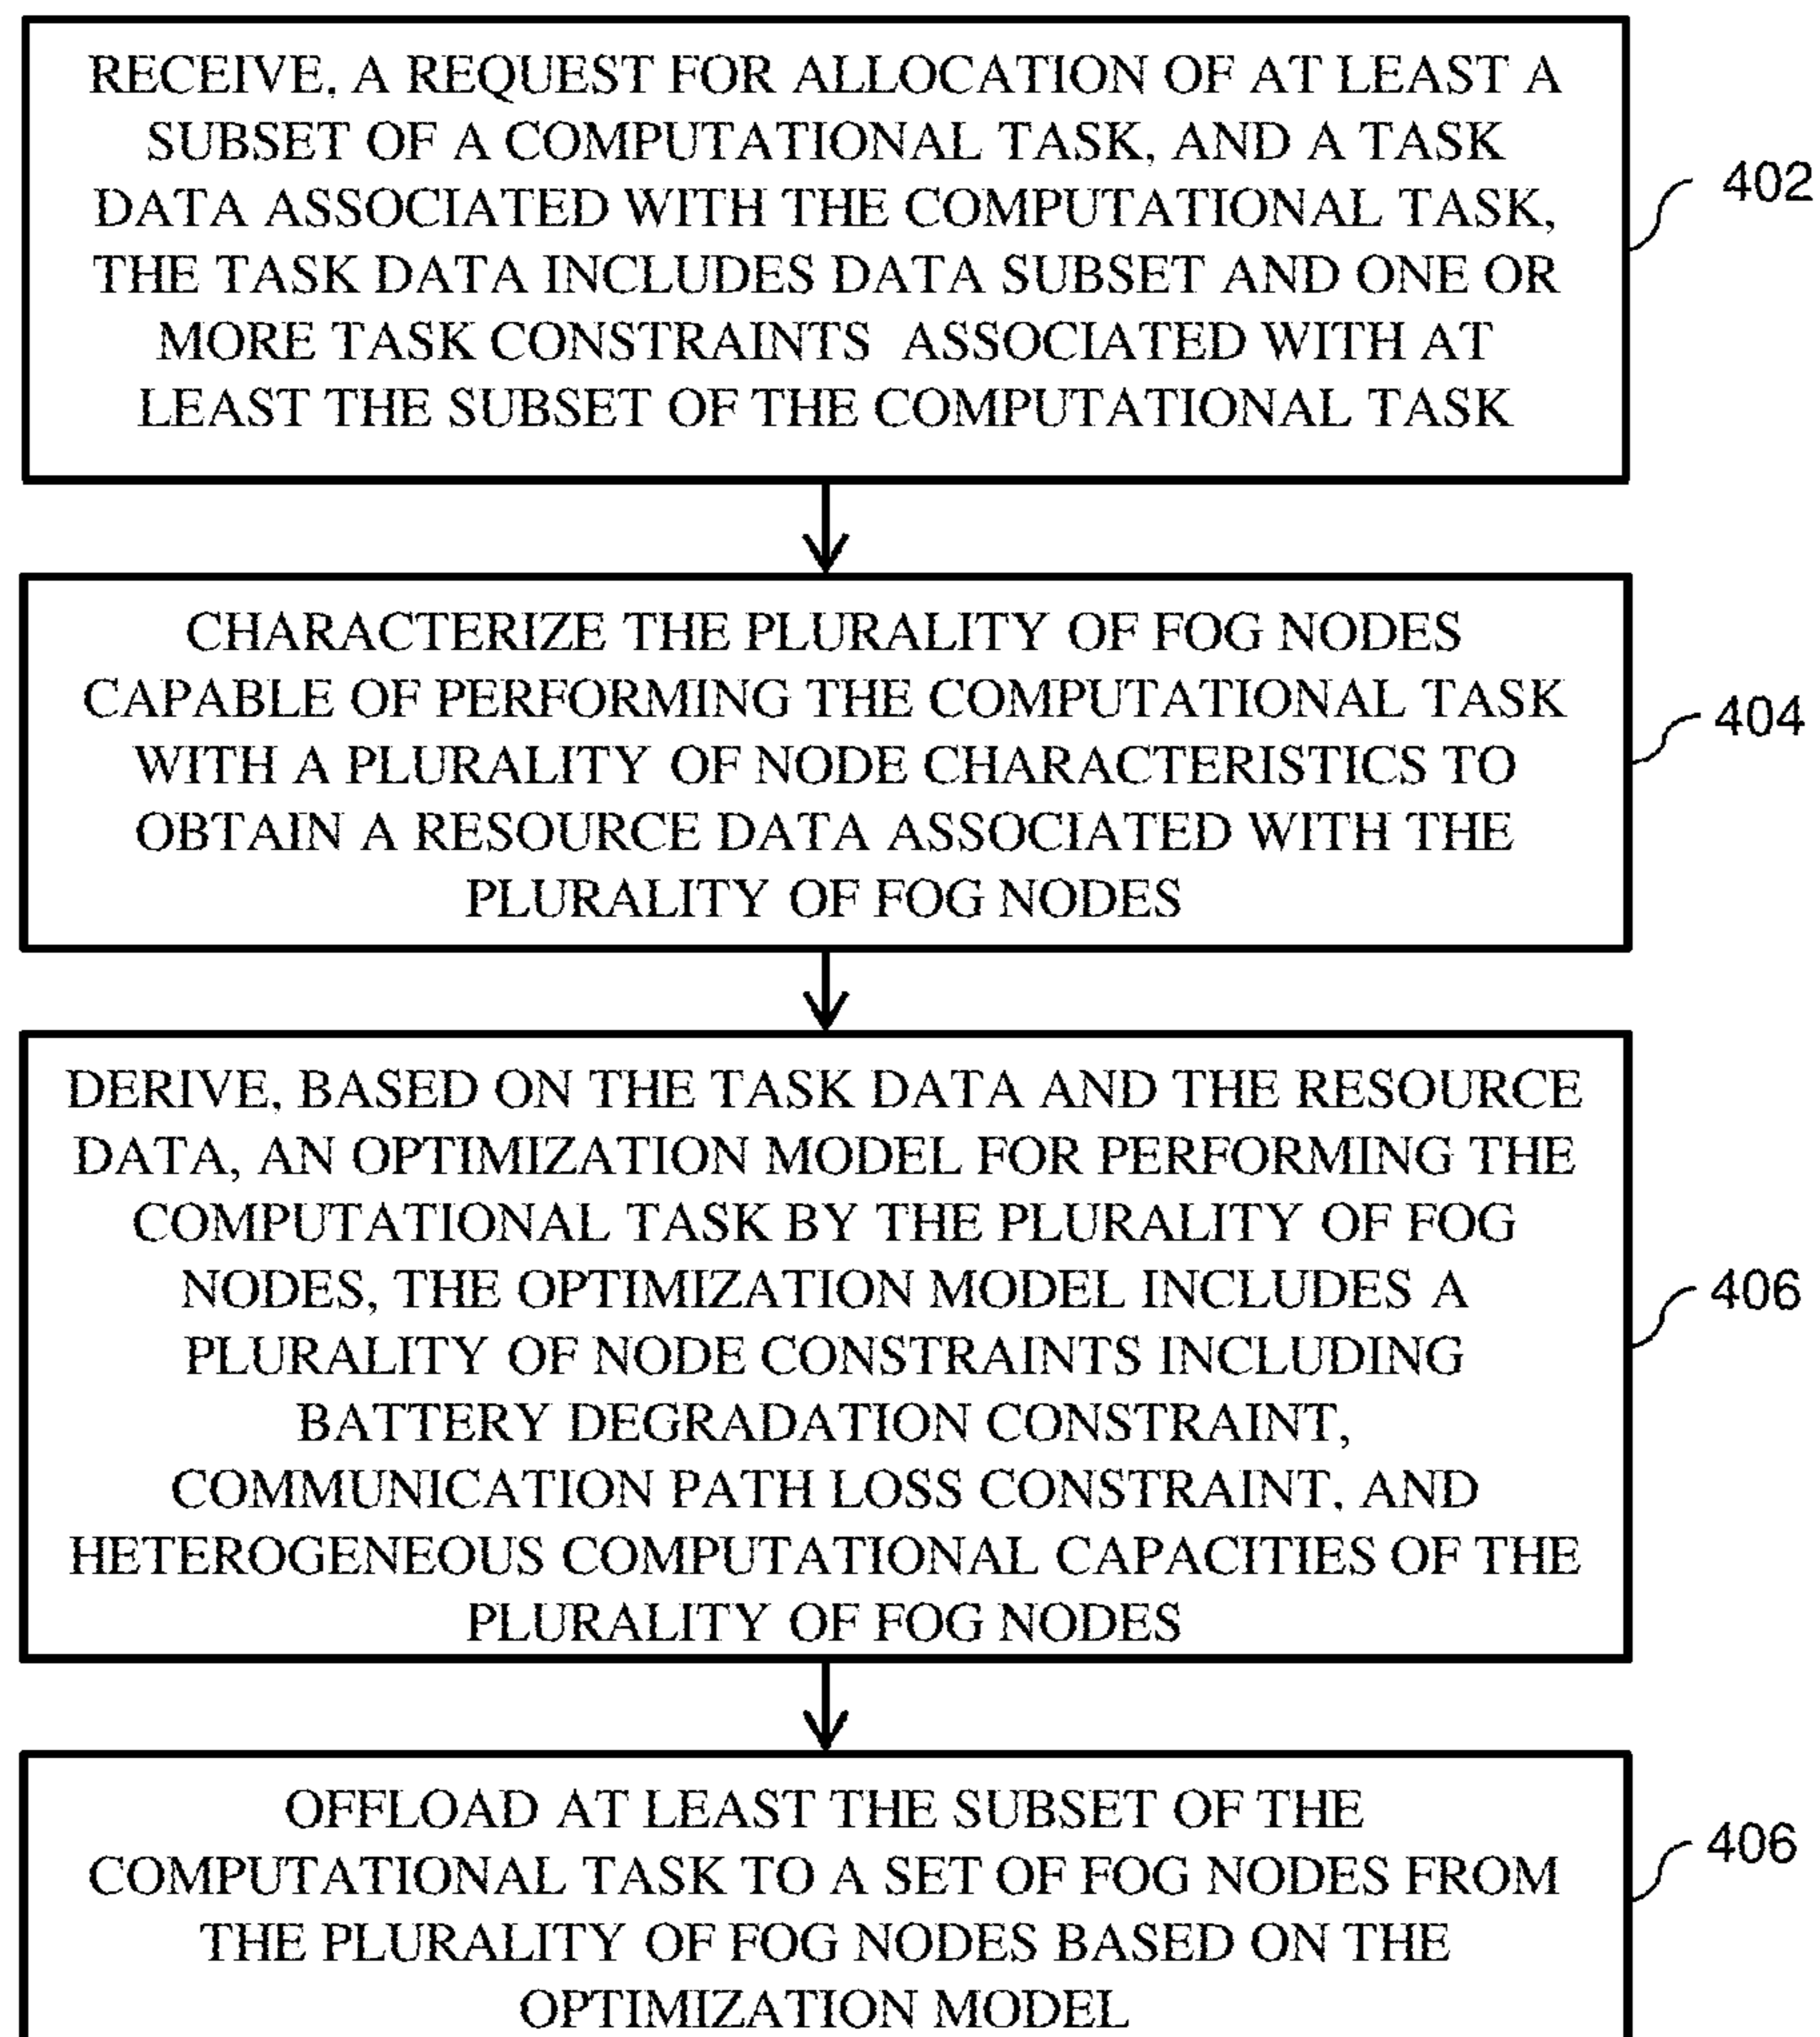 RECEIVE, A REQUEST FOR ALLOCATION OF AT LEAST A
SUBSET OF A COMPUTATIONAL TASK, AND A TASK
DATA ASSOCIATED WITH THE COMPUTATIONAL TASK,
THE TASK DATA INCLUDES DATA SUBSET AND ONE OR
MORE TASK CONSTRAINTS ASSOCIATED WITH AT
LEAST THE SUBSET OF THE COMPUTATIONAL TASK
402
CHARACTERIZE THE PLURALITY OF FOG NODES
CAPABLE OF PERFORMING THE COMPUTATIONAL TASK
WITH A PLURALITY OF NODE CHARACTERISTICS TO
OBTAIN A RESOURCE DATA ASSOCIATED WITH THE
PLURALITY OF FOG NODES
404
DERIVE, BASED ON THE TASK DATA AND THE RESOURCE
DATA, AN OPTIMIZATION MODEL FOR PERFORMING THE
COMPUTATIONAL TASK BY THE PLURALITY OF FOG
NODES, THE OPTIMIZATION MODEL INCLUDES A
PLURALITY OF NODE CONSTRAINTS INCLUDING
BATTERY DEGRADATION CONSTRAINT,
COMMUNICATION PATH LOSS CONSTRAINT, AND
HETEROGENEOUS COMPUTATIONAL CAPACITIES OF THE
PLURALITY OF FOG NODES
406
OFFLOAD AT LEAST THE SUBSET OF THE
COMPUTATIONAL TASK TO A SET OF FOG NODES FROM
THE PLURALITY OF FOG NODES BASED ON THE
OPTIMIZATION MODEL
406